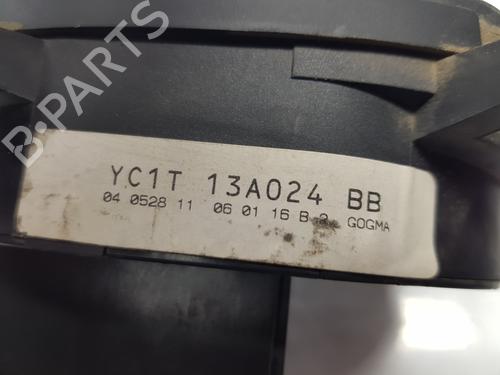 B-PARTS
YC1T 13A024 BB
04 0528 11 06 01 16 B 2 GOGMA